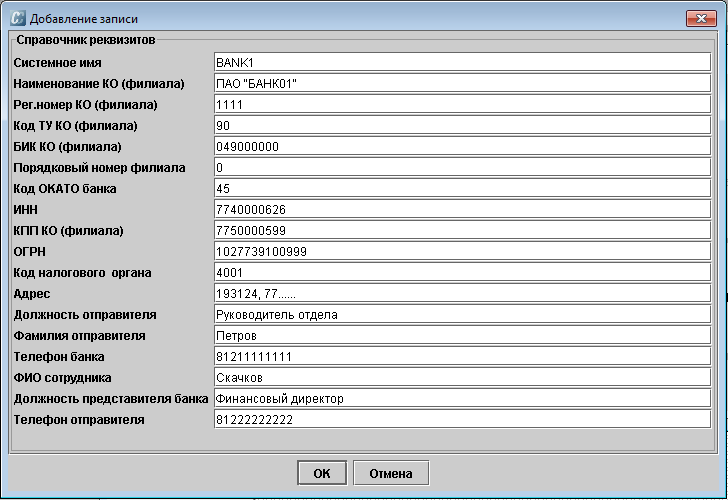 Добавление записи
Справочник реквизитов
Системное имя BANK1
Наименование КО (филиала) ПАО "БАНК01"
Рег.номер КО (филиала) 1111
Код ТУ КО (филиала) 90
БИК КО (филиала) 049000000
Порядковый номер филиала 0
Код ОКАТО банка 45
ИНН 7740000626
КПП КО (филиала) 7750000599
ОГРН 1027739100999
Код налогового органа 4001
Адрес 193124, 77......
Должность отправителя Руководитель отдела
Фамилия отправителя Петров
Телефон банка 81211111111
ФИО сотрудника Скачков
Должность представителя банка Финансовый директор
Телефон отправителя 81222222222
OK Отмена